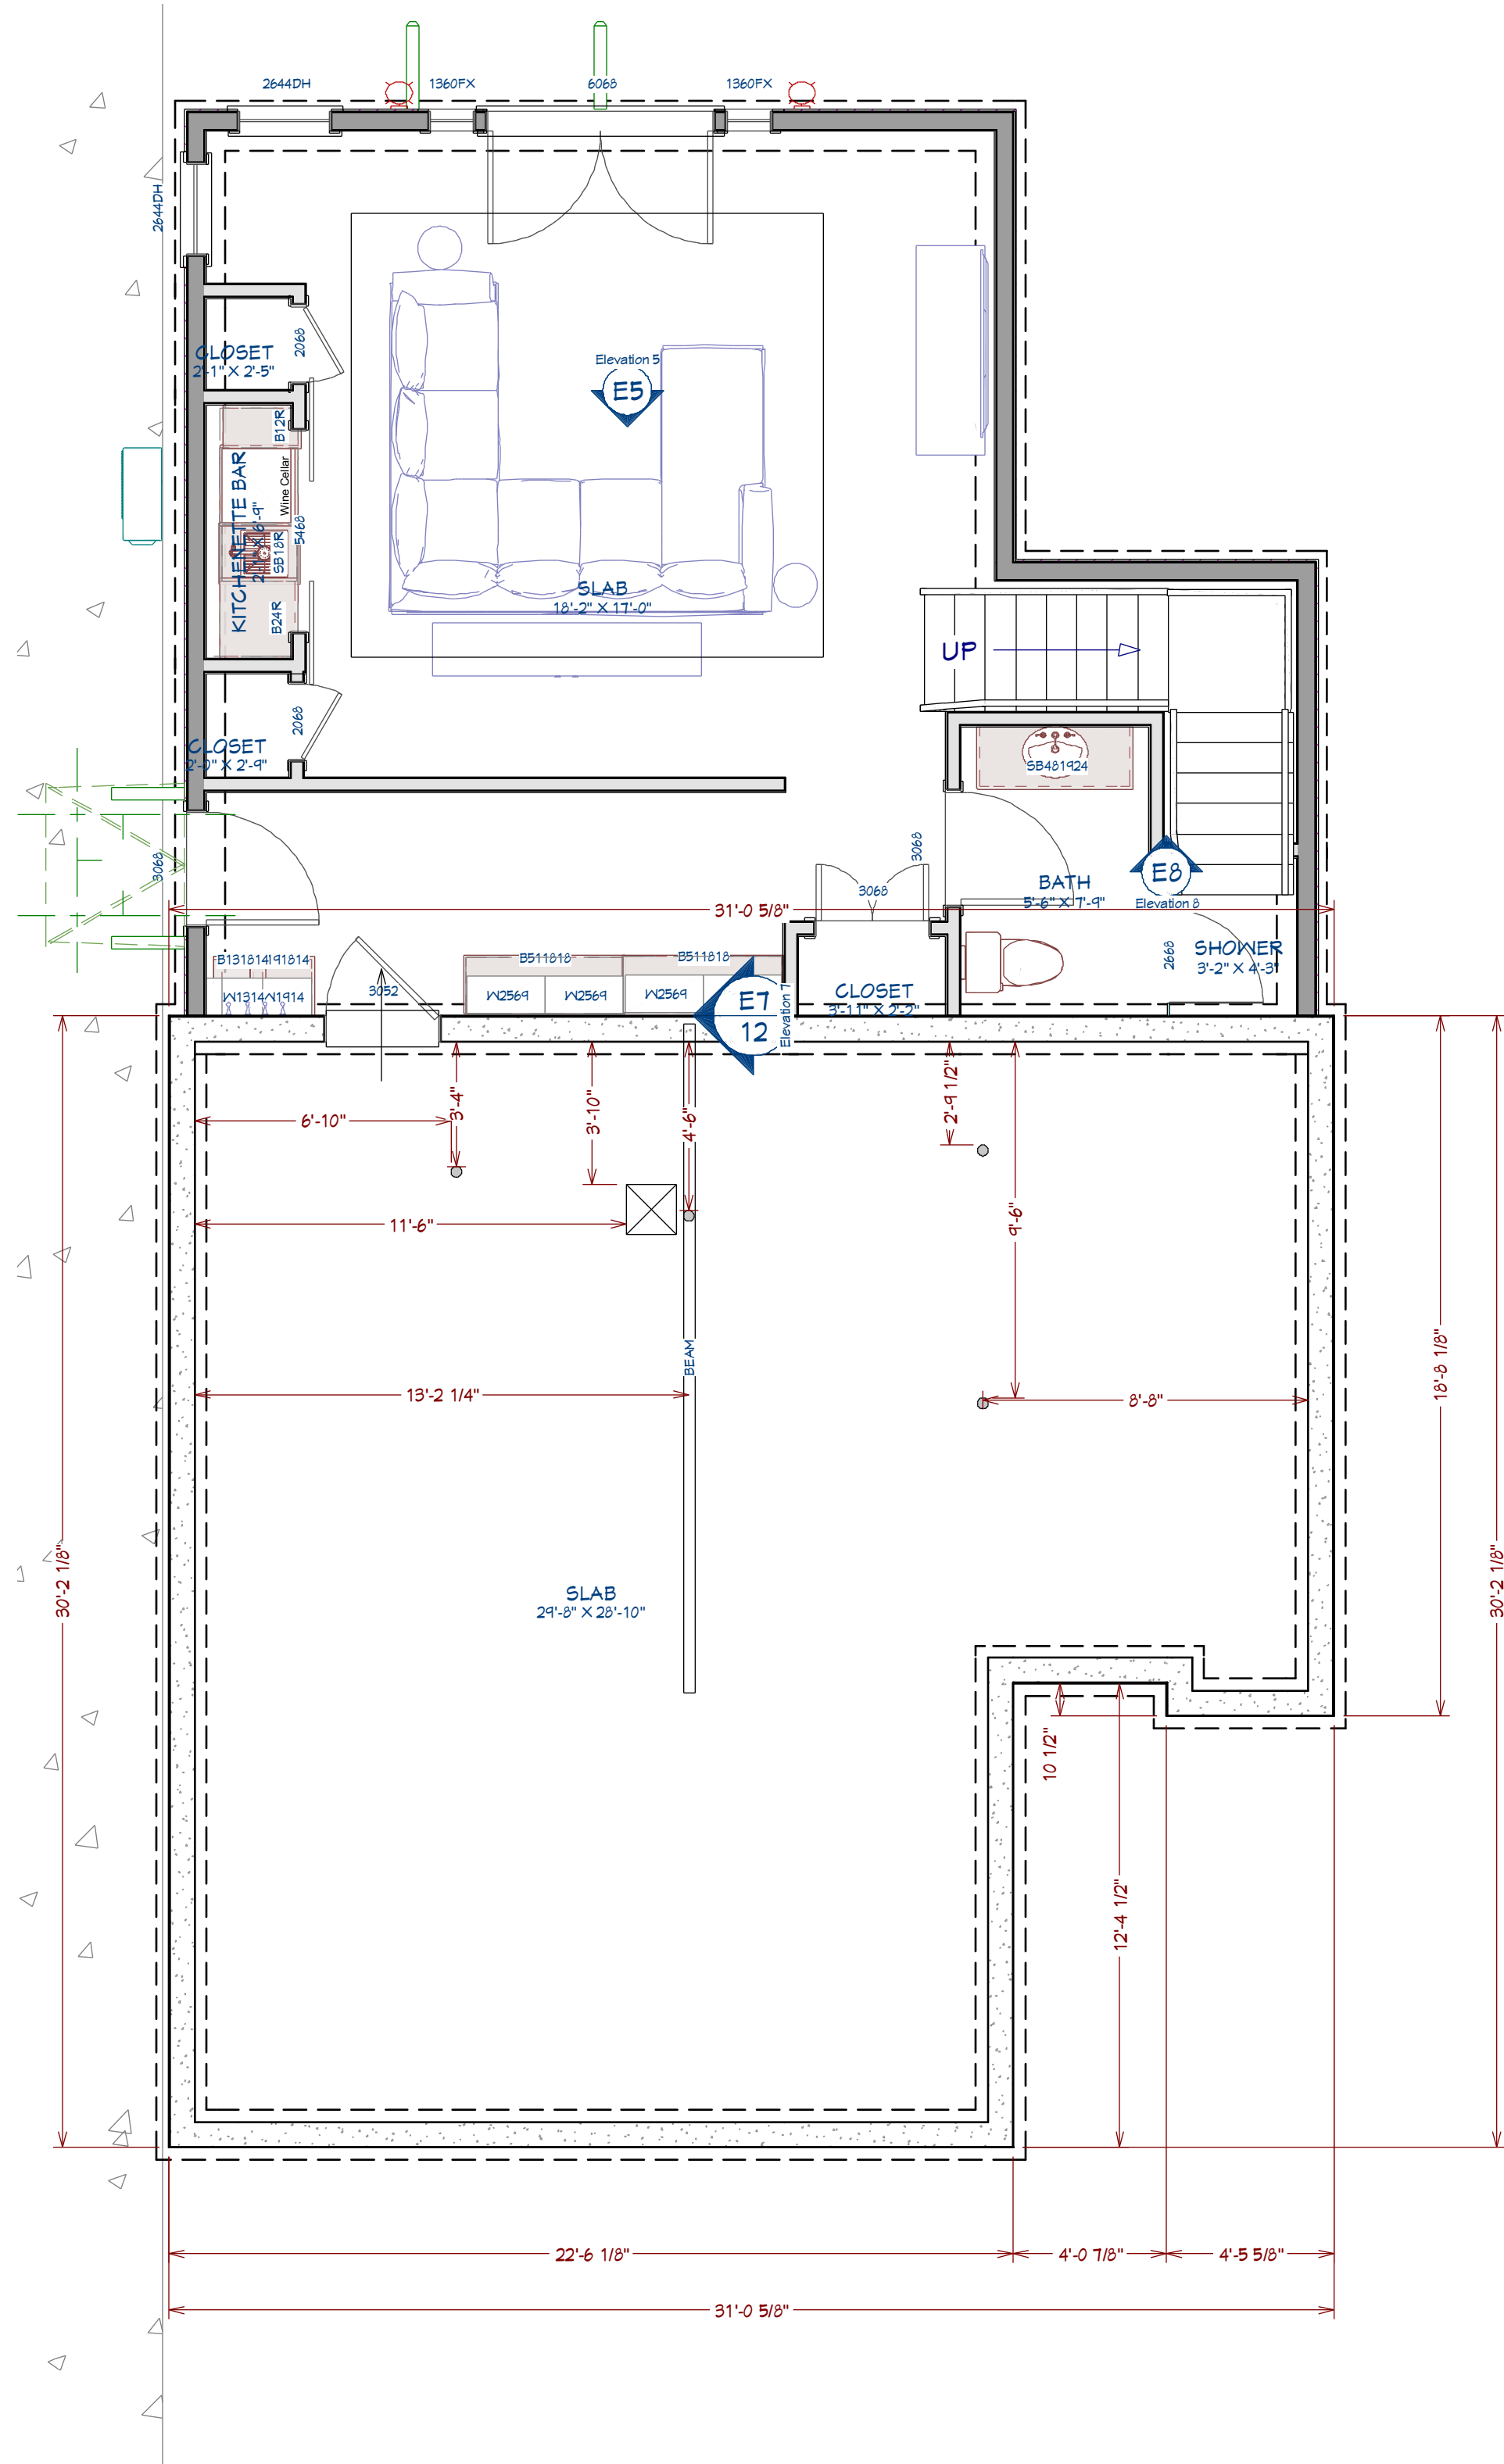 2644DH
1360FX
6068
1360FX
2644DH
Elevation 5
E5
CLOSET
2'-1" X 2'-5"
2068
B12R
KITCHENETTE BAR
Wine Cellar
5468
SB18R
B24R
SLAB
18'-2" X 17'-0"
UP
2068
CLOSET
2'-0" X 2'-9"
SB481924
3068
3068
3068
BATH
5'-6" X 7'-9"
E8
Elevation 8
31'-0 5/8"
2668
SHOWER
3'-2" X 4'-3"
B131814
191814
W1314
W1914
3052
B511818
B511818
W2569
W2569
W2569
E7
12
Elevation 7
CLOSET
3'-11" X 2'-2"
6'-10"
3'-4"
3'-10"
4'-6"
2'-9 1/2"
9'-6"
11'-6"
BEAM
13'-2 1/4"
8'-8"
18'-8 1/8"
30'-2 1/8"
30'-2 1/8"
SLAB
29'-8" X 28'-10"
10 1/2"
12'-4 1/2"
22'-6 1/8"
4'-0 7/8"
4'-5 5/8"
31'-0 5/8"